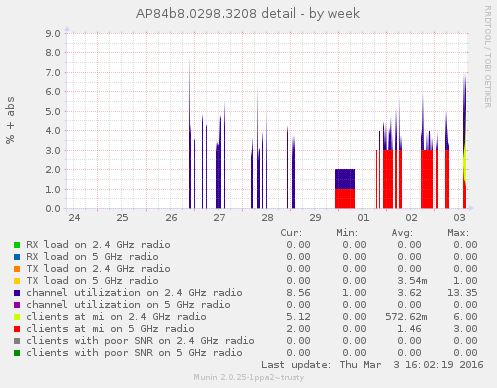 AP84b8.0298.3208 detail - by week
RRDTOOL / TOBI OETIKER
% + abs
9.0
8.0
7.0
6.0
5.0
4.0
3.0
2.0
1.0
0.0
24 25 26 27 28 29 01 02 03
Cur: Min: Avg: Max:
RX load on 2.4 GHz radio 0.00 0.00 0.00 0.00
RX load on 5 GHz radio 0.00 0.00 0.00 0.00
TX load on 2.4 GHz radio 0.00 0.00 0.00 0.00
TX load on 5 GHz radio 0.00 0.00 3.54m 1.00
channel utilization on 2.4 GHz radio 8.56 1.00 3.62 13.35
channel utilization on 5 GHz radio 0.00 0.00 0.00 0.00
clients at mi on 2.4 GHz radio 5.12 0.00 572.62m 6.00
clients at mi on 5 GHz radio 2.00 0.00 1.46 3.00
clients with poor SNR on 2.4 GHz radio 0.00 0.00 0.00 0.00
clients with poor SNR on 5 GHz radio 0.00 0.00 0.00 0.00
Last update: Thu Mar 3 16:02:19 2016
Munin 2.0.25-1ppa2~trusty